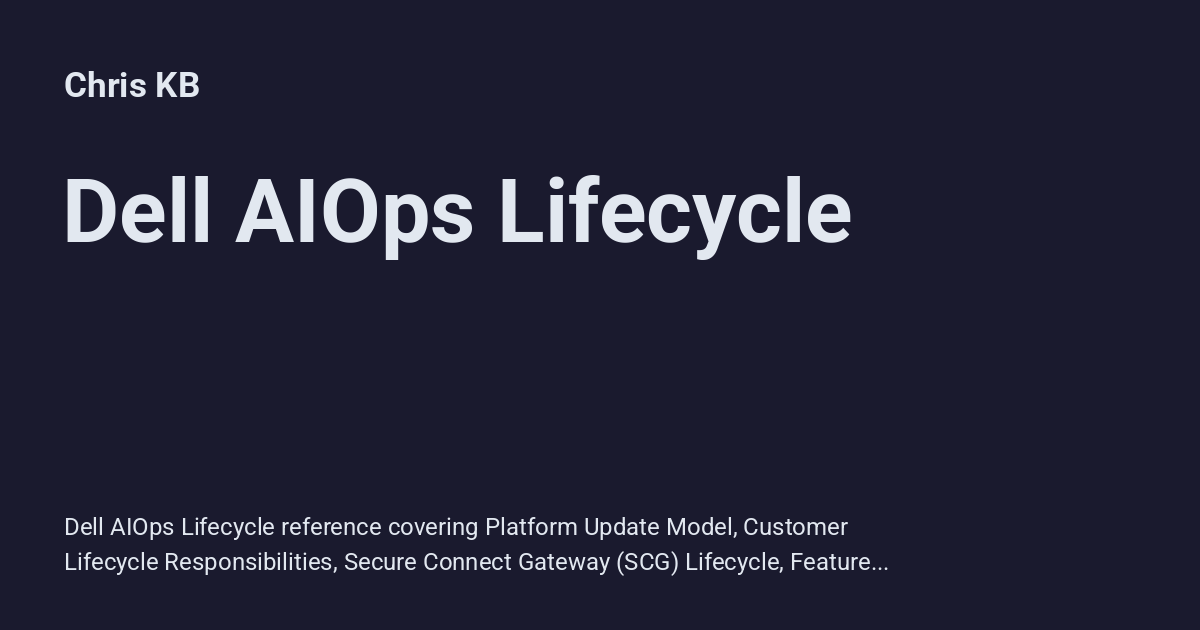 Chris KB
Dell AIOps Lifecycle
Dell AIOps Lifecycle reference covering Platform Update Model, Customer
Lifecycle Responsibilities, Secure Connect Gateway (SCG) Lifecycle, Feature...